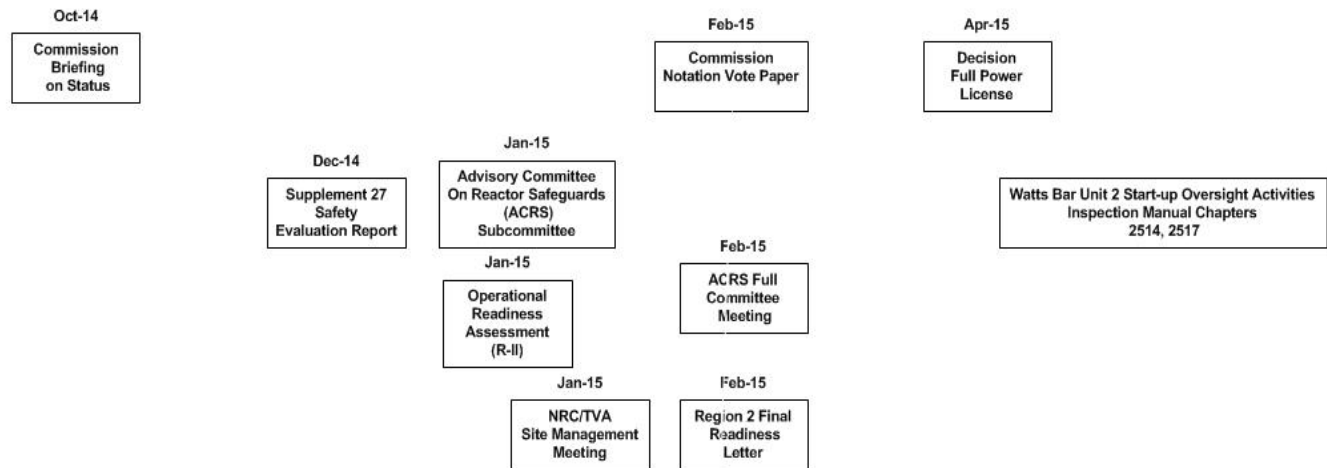 Oct-14
Commission
Briefing
on Status
Feb-15
Commission
Notation Vote Paper
Apr-15
Decision
Full Power
License
Dec-14
Supplement 27
Safety
Evaluation Report
Jan-15
Advisory Committee
On Reactor Safeguards
(ACRS)
Subcommittee
Watts Bar Unit 2 Start-up Oversight Activities
Inspection Manual Chapters
2514, 2517
Jan-15
Operational
Readiness
Assessment
(R-II)
Feb-15
ACRS Full
Committee
Meeting
Jan-15
NRC/TVA
Site Management
Meeting
Feb-15
Region 2 Final
Readiness
Letter